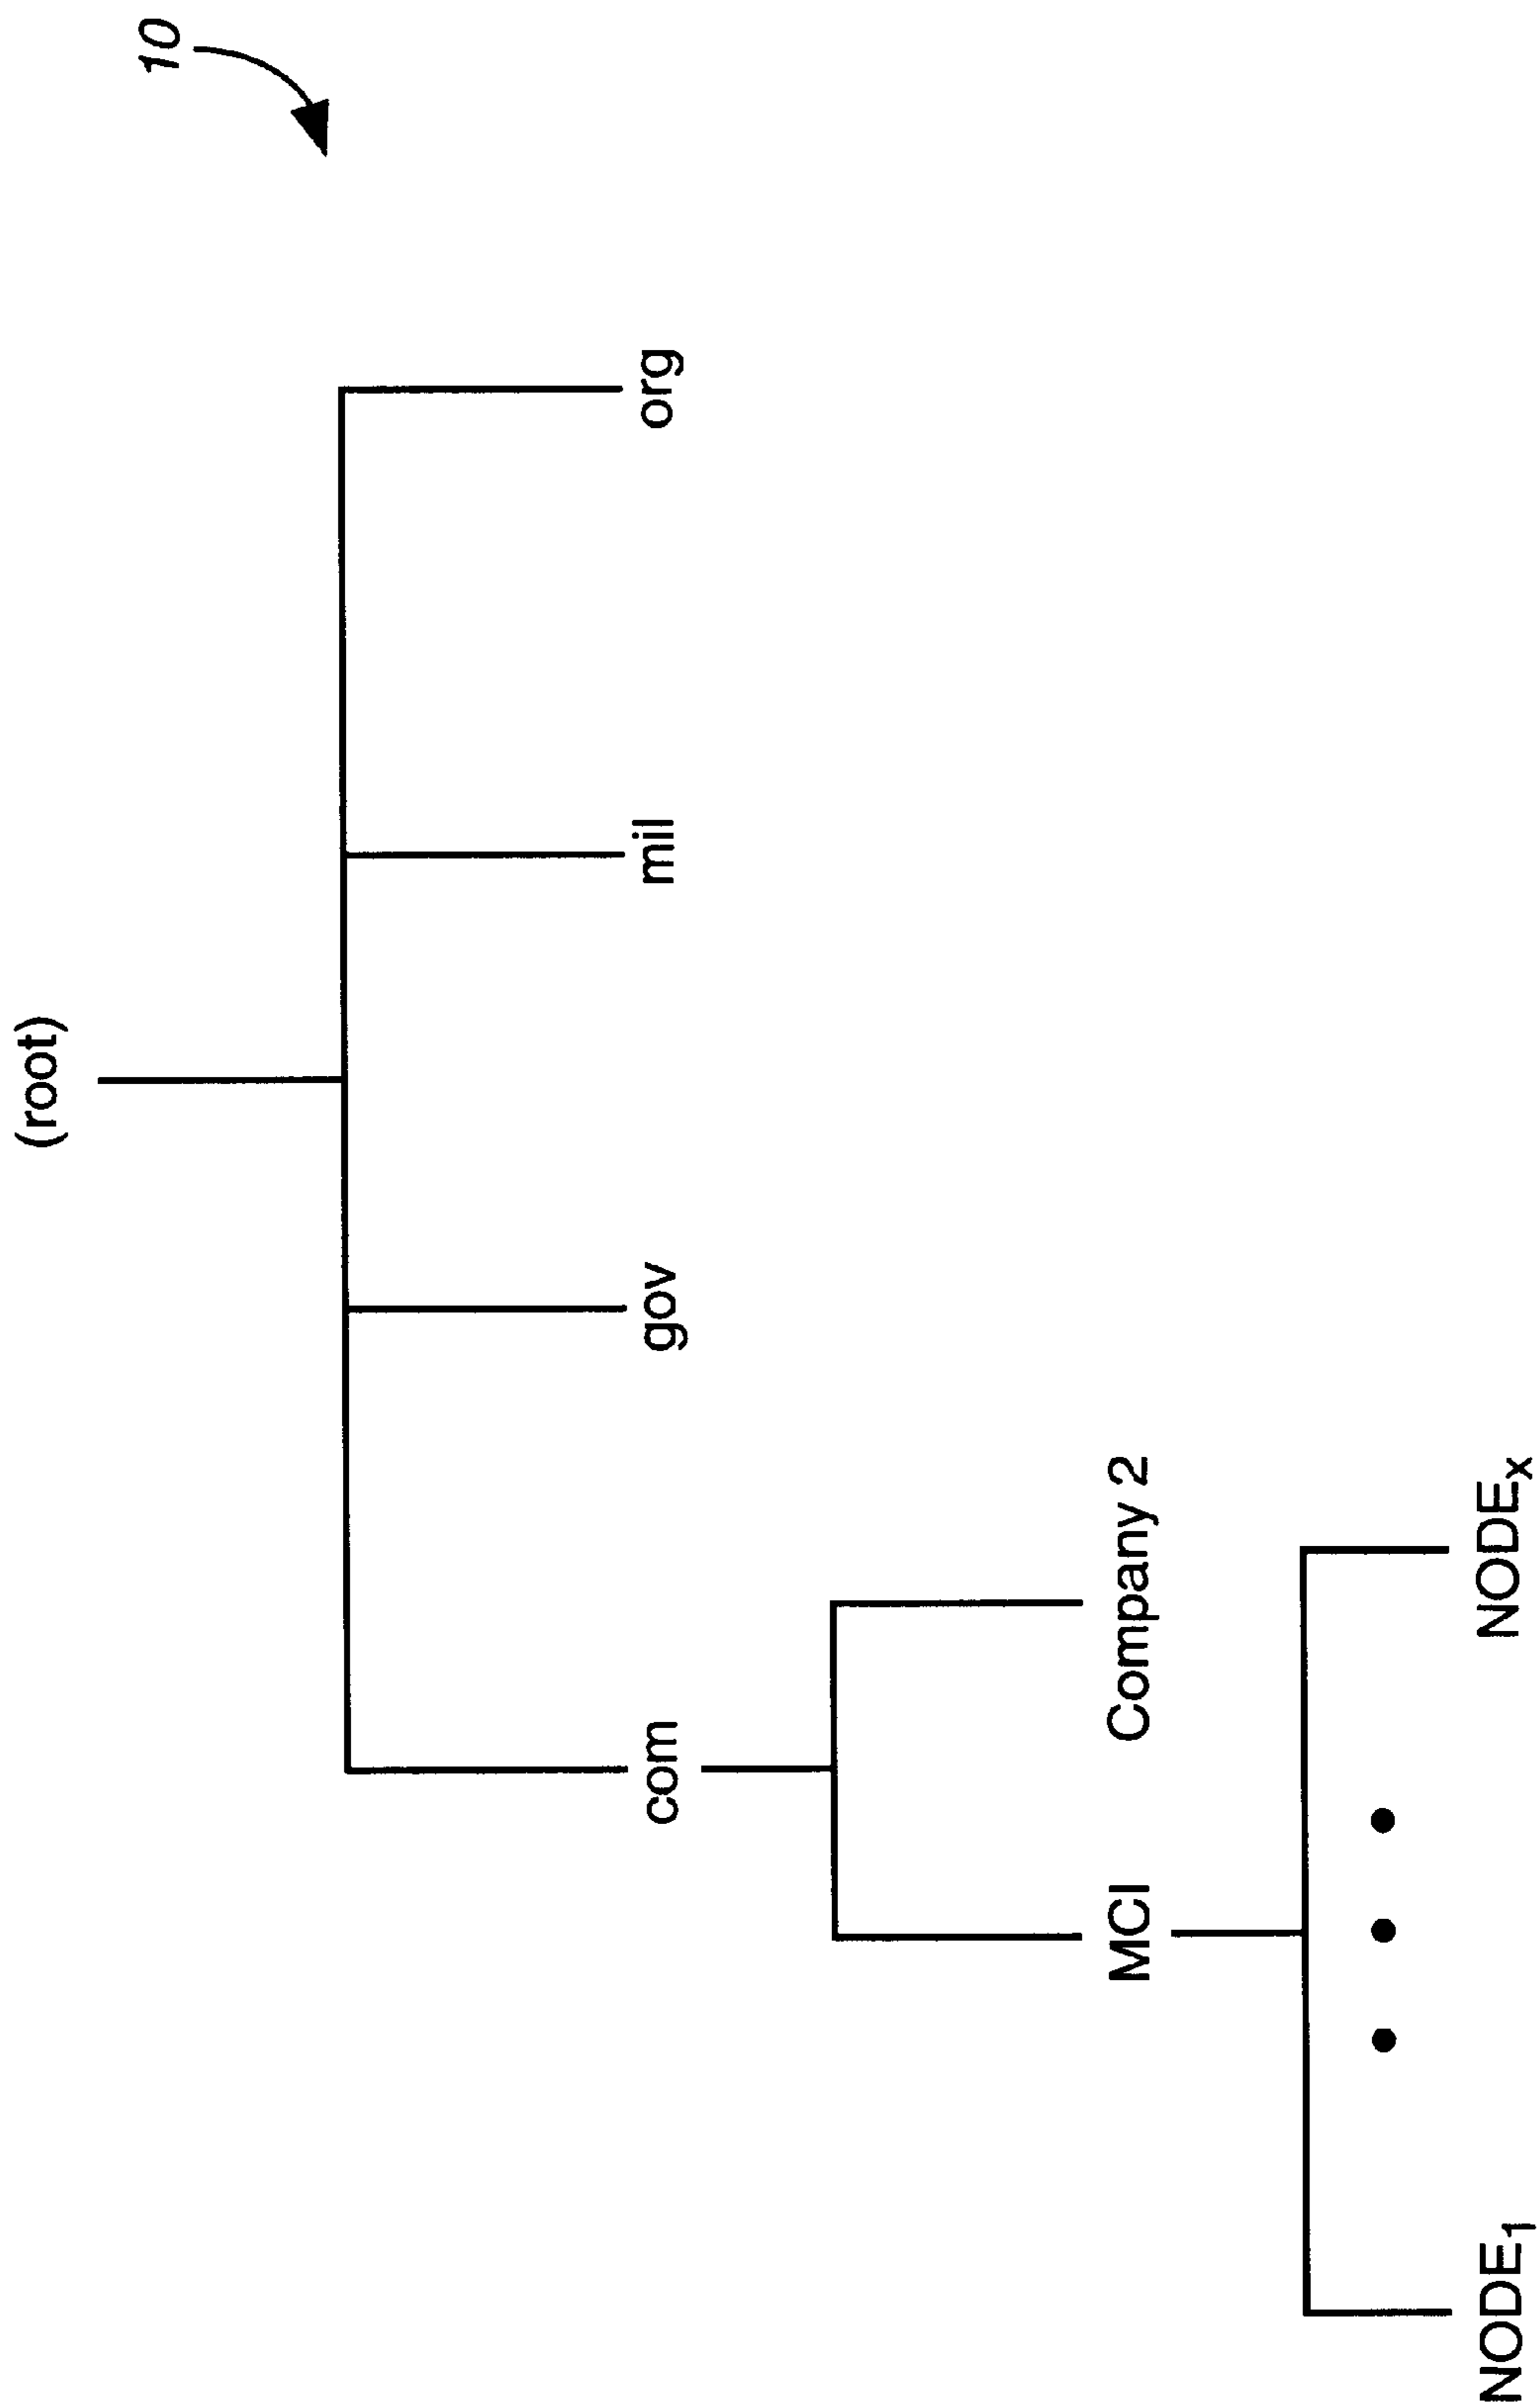 10
(root)
com gov mil org
MCI Company 2
NODE1 NODEx